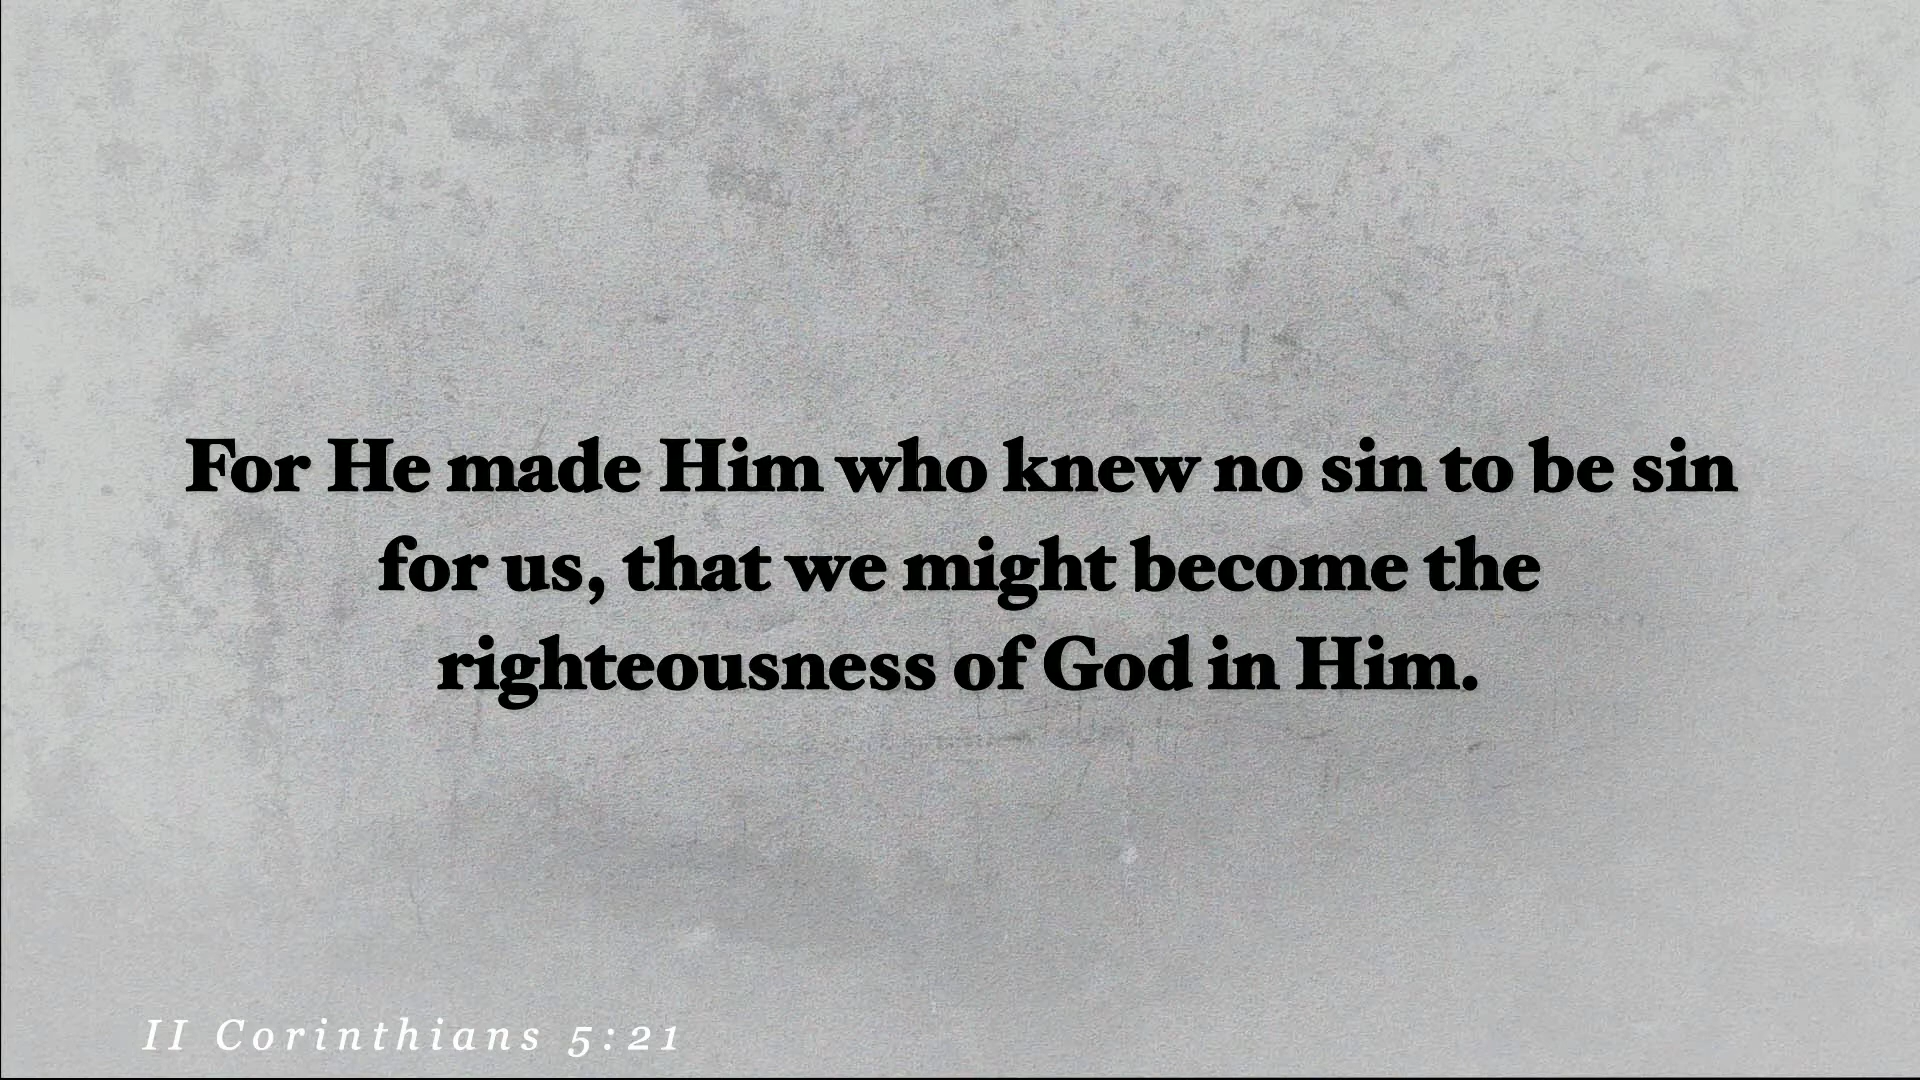 For He made Him who knew no sin to be sin
for us, that we might become the
righteousness of God in Him.
II Corinthians 5:21